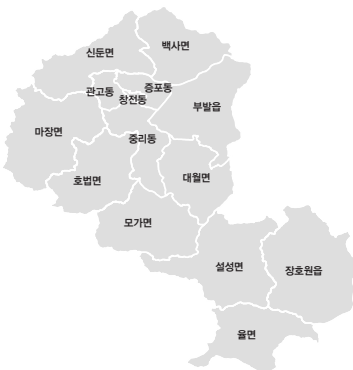 백사면
신둔면
증포동
관고동
창전동
부발읍
마장면
중리동
호법면
대월면
모가면
설성면
장호원읍
율면